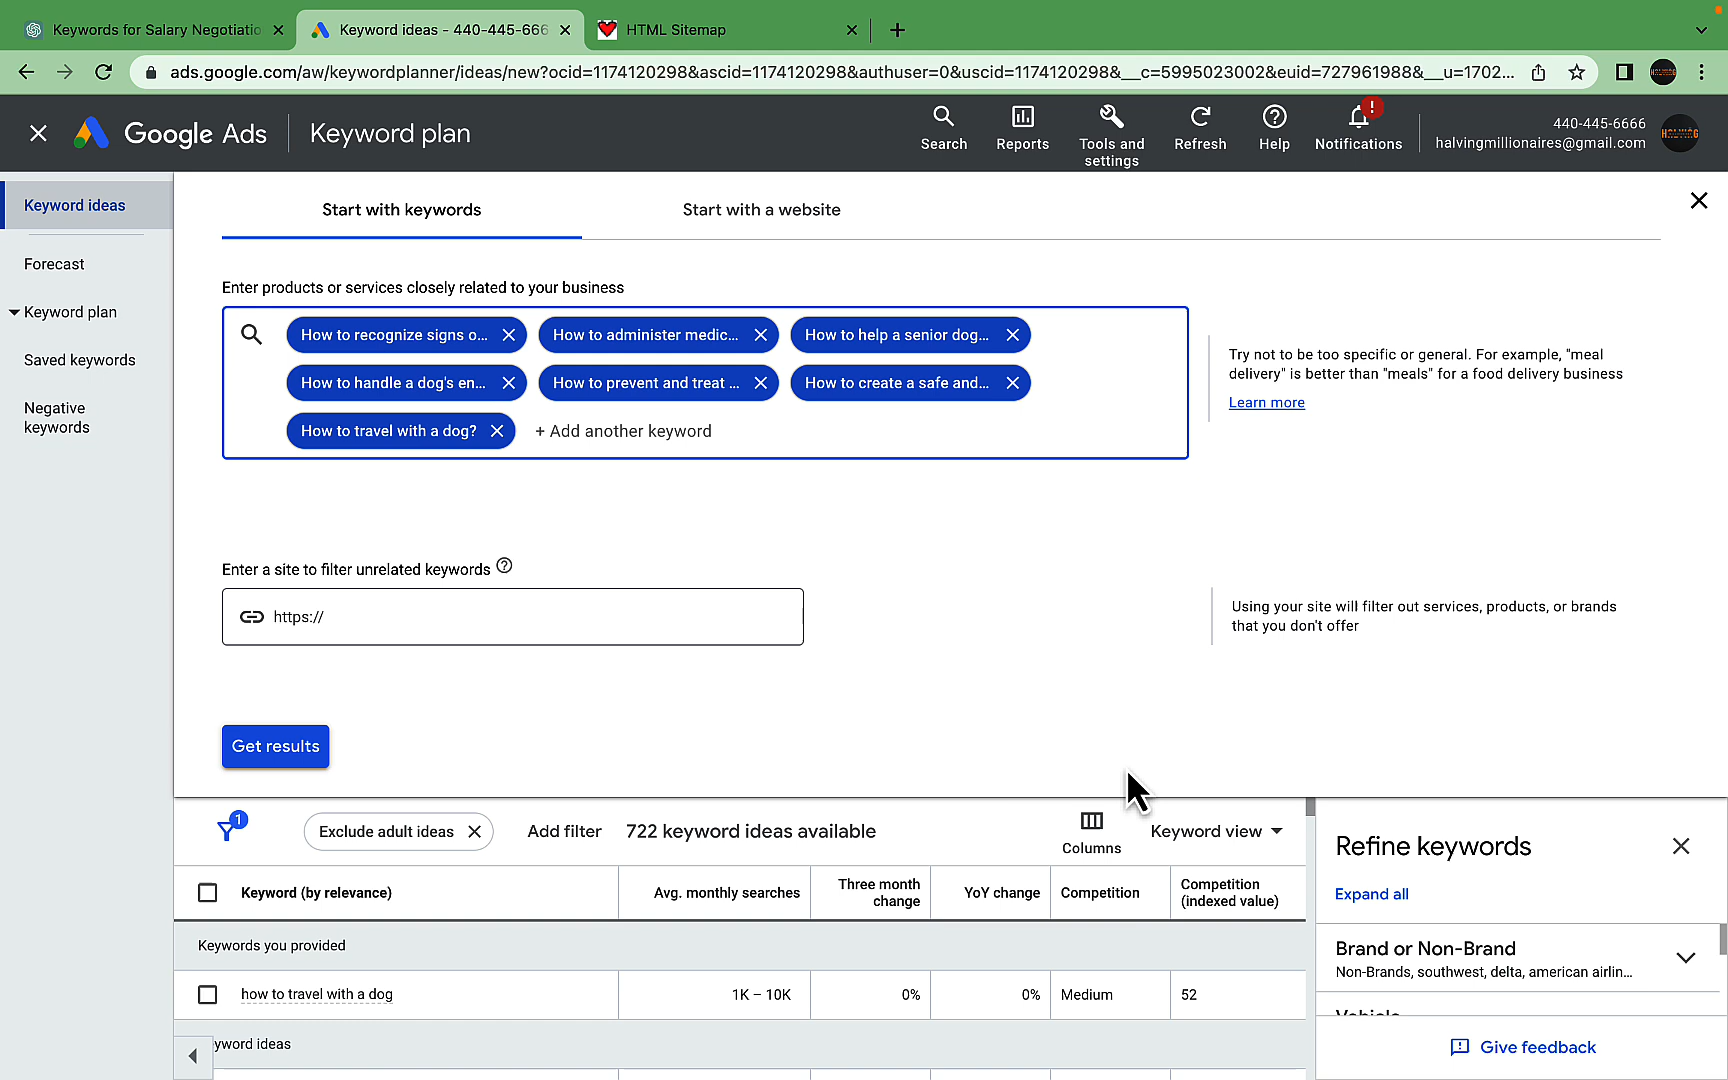 Keywords for Salary Negotiatio
Keyword ideas - 440-445-666
HTML Sitemap
ads.google.com/aw/keywordplanner/ideas/new?ocid=1174120298&ascid=1174120298&authuser=0&uscid=1174120298&__c=5995023002&euid=727961988&__u=1702...
Google Ads
Keyword plan
Search
Reports
Tools and
settings
Refresh
Help
!
Notifications
440-445-6666
halvingmillionaires@gmail.com
HALVING
Keyword ideas
Forecast
Keyword plan
Saved keywords
Negative
keywords
Start with keywords
Start with a website
Enter products or services closely related to your business
How to recognize signs o...
How to administer medic...
How to help a senior dog...
How to handle a dog's en...
How to prevent and treat ...
How to create a safe and...
How to travel with a dog?
+ Add another keyword
Try not to be too specific or general. For example, "meal
delivery" is better than "meals" for a food delivery business
Learn more
Enter a site to filter unrelated keywords
https://
Using your site will filter out services, products, or brands
that you don't offer
Get results
1
Exclude adult ideas
Add filter
722 keyword ideas available
Columns
Keyword view
Keyword (by relevance)
Avg. monthly searches
Three month
change
YoY change
Competition
Competition
(indexed value)
Keywords you provided
how to travel with a dog
1K – 10K
0%
0%
Medium
52
yword ideas
Refine keywords
Expand all
Brand or Non-Brand
Non-Brands, southwest, delta, american airlin...
Vehicle
Give feedback